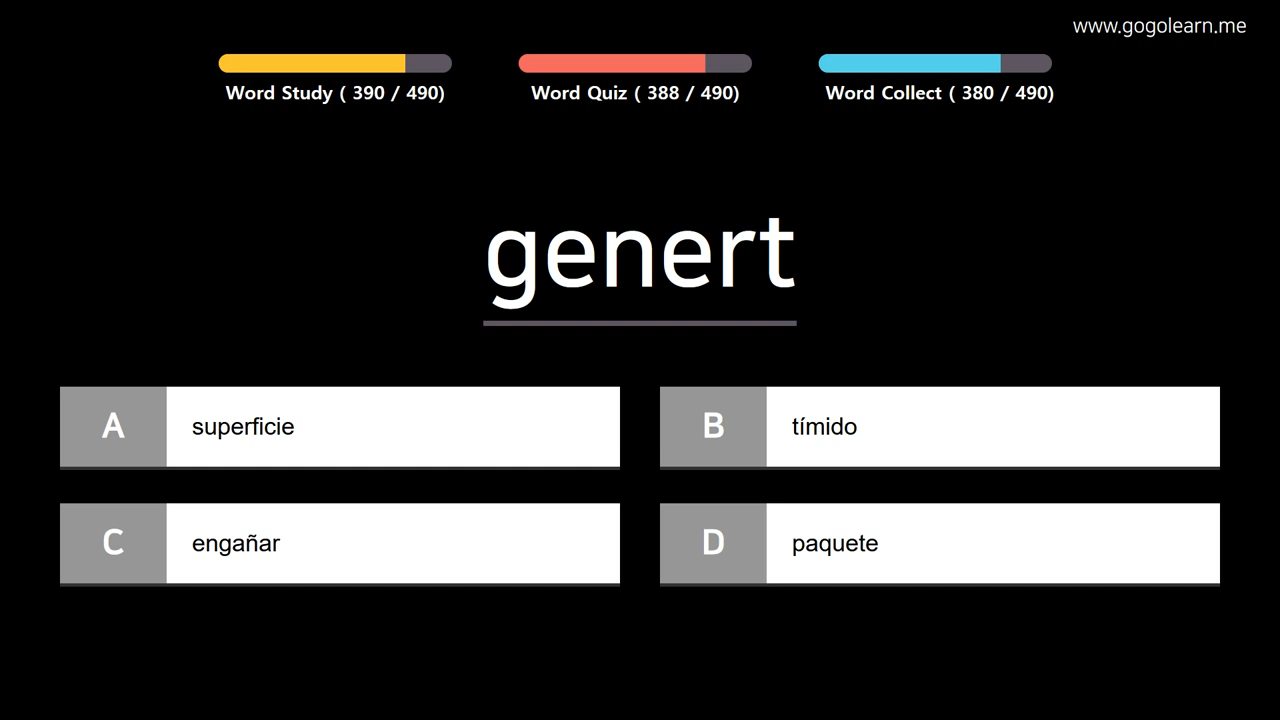 www.gogolearn.me
Word Study ( 390 / 490)
Word Quiz ( 388 / 490)
Word Collect ( 380 / 490)
genert
A superficie
B tímido
C engañar
D paquete